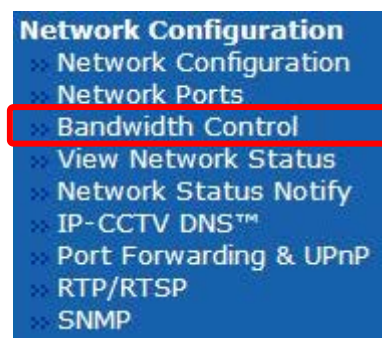 Network Configuration
» Network Configuration
» Network Ports
» Bandwidth Control
» View Network Status
» Network Status Notify
» IP-CCTV DNS™
» Port Forwarding & UPnP
» RTP/RTSP
» SNMP